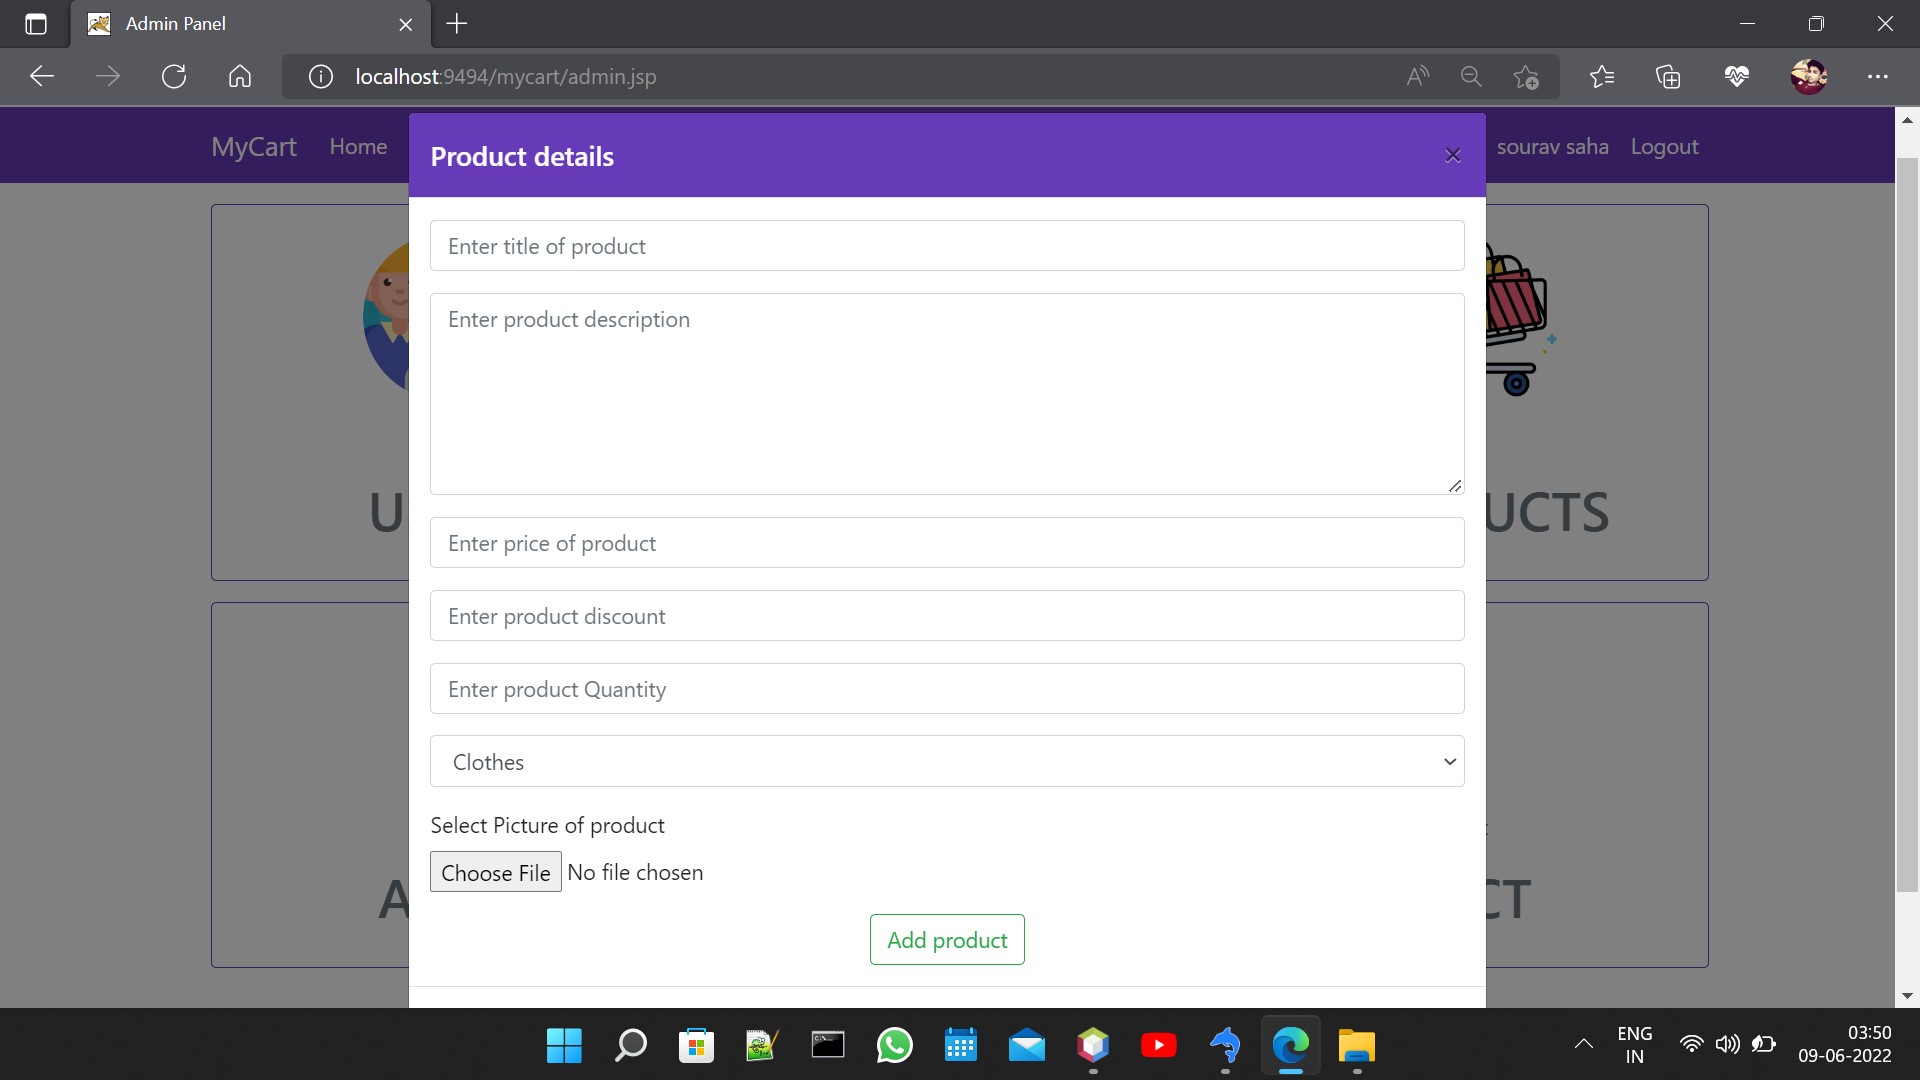 Admin Panel
localhost:9494/mycart/admin.jsp
MyCart Home
Product details
sourav saha Logout
Enter title of product
Enter product description
U
UCTS
Enter price of product
Enter product discount
Enter product Quantity
Clothes
Select Picture of product
Choose File No file chosen
A
CT
Add product
ENG
IN
03:50
09-06-2022